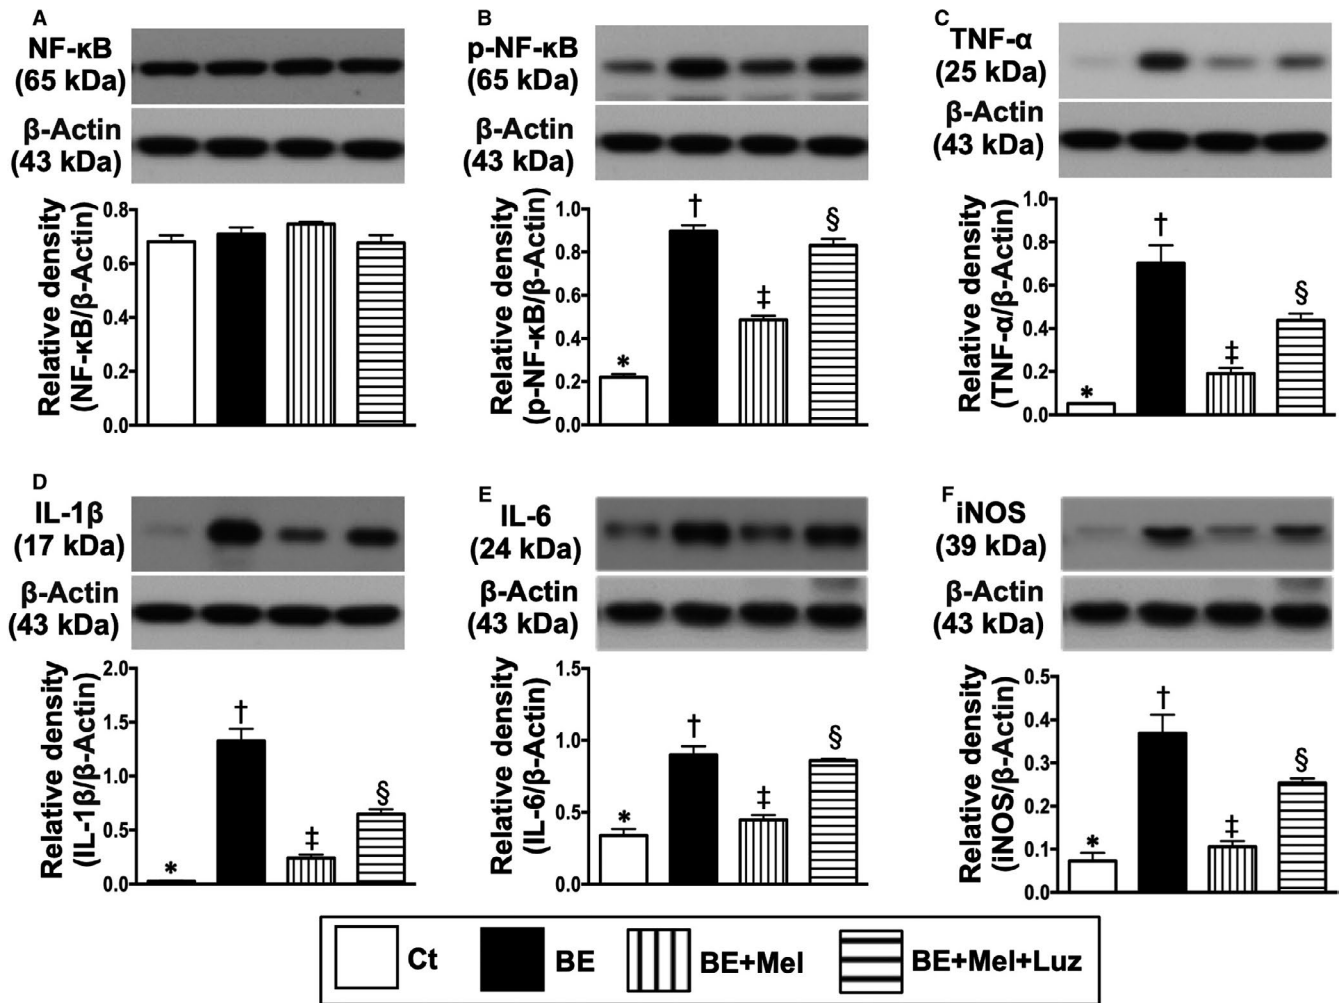 A
NF-κB
(65 kDa)
β-Actin
(43 kDa)
Relative density
(NF-κB/β-Actin)
0.8
0.6
0.4
0.2
0.0
B
p-NF-κB
(65 kDa)
β-Actin
(43 kDa)
Relative density
(p-NF-κB/β-Actin)
1.0
0.8
0.6
0.4
0.2
0.0
*
†
‡
§
C
TNF-α
(25 kDa)
β-Actin
(43 kDa)
Relative density
(TNF-α/β-Actin)
1.0
0.8
0.6
0.4
0.2
0.0
*
†
‡
§
D
IL-1β
(17 kDa)
β-Actin
(43 kDa)
Relative density
(IL-1β/β-Actin)
2.0
1.5
1.0
0.5
0.0
*
†
‡
§
E
IL-6
(24 kDa)
β-Actin
(43 kDa)
Relative density
(IL-6/β-Actin)
1.5
1.0
0.5
0.0
*
†
‡
§
F
iNOS
(39 kDa)
β-Actin
(43 kDa)
Relative density
(iNOS/β-Actin)
0.5
0.4
0.3
0.2
0.1
0.0
*
†
‡
§
Ct
BE
BE+Mel
BE+Mel+Luz